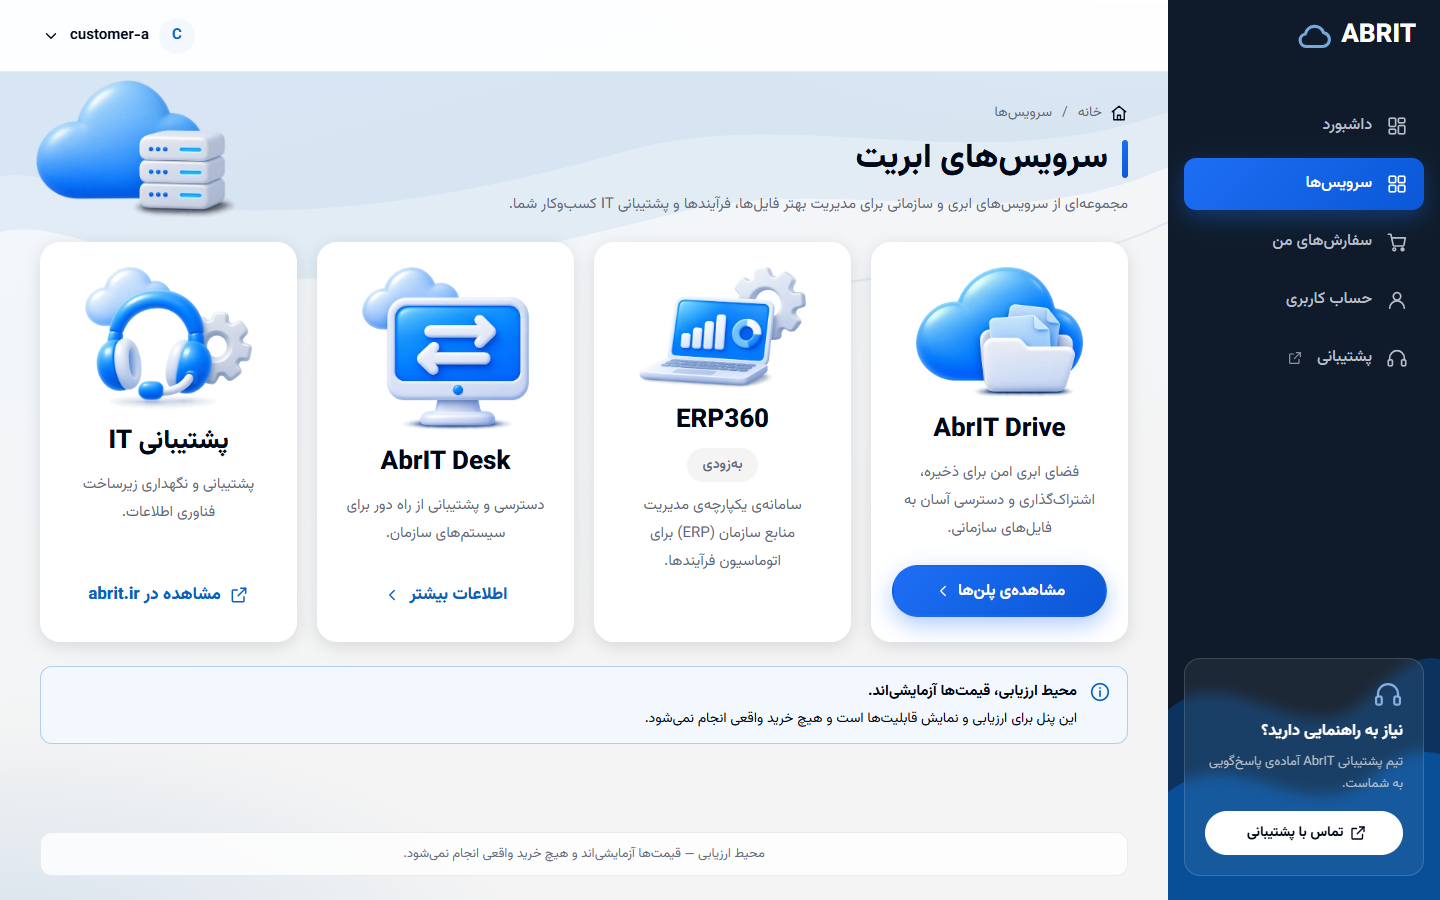 ABRIT
داشبورد
سرویس‌ها
سفارش‌های من
حساب کاربری
پشتیبانی
نیاز به راهنمایی دارید؟
تیم پشتیبانی AbrIT آماده‌ی پاسخ‌گویی
به شماست.
تماس با پشتیبانی
C
customer-a
خانه / سرویس‌ها
سرویس‌های ابریت
مجموعه‌ای از سرویس‌های ابری و سازمانی برای مدیریت بهتر فایل‌ها، فرآیندها و پشتیبانی IT کسب‌وکار شما.
AbrIT Drive
فضای ابری امن برای ذخیره،
اشتراک‌گذاری و دسترسی آسان به
فایل‌های سازمانی.
مشاهده‌ی پلن‌ها
ERP360
به‌زودی
سامانه‌ی یکپارچه‌ی مدیریت
منابع سازمان (ERP) برای
اتوماسیون فرآیندها.
AbrIT Desk
دسترسی و پشتیبانی از راه دور برای
سیستم‌های سازمان.
اطلاعات بیشتر
پشتیبانی IT
پشتیبانی و نگهداری زیرساخت
فناوری اطلاعات.
مشاهده در abrit.ir
محیط ارزیابی، قیمت‌ها آزمایشی‌اند.
این پنل برای ارزیابی و نمایش قابلیت‌ها است و هیچ خرید واقعی انجام نمی‌شود.
محیط ارزیابی — قیمت‌ها آزمایشی‌اند و هیچ خرید واقعی انجام نمی‌شود.